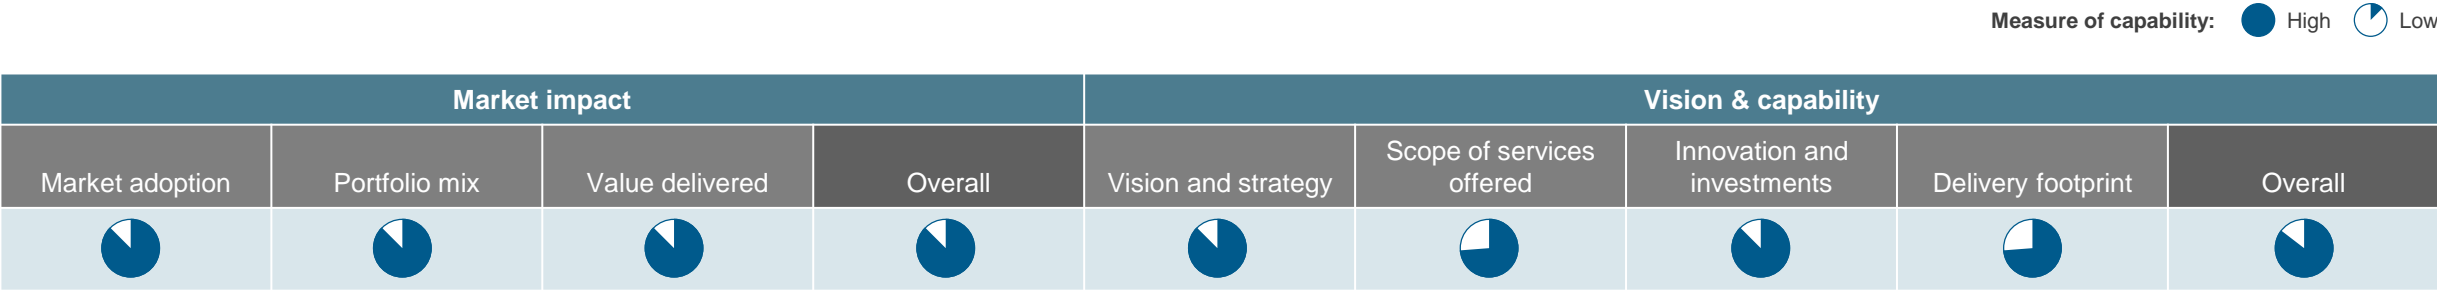 Measure of capability: High Low
Market impact Vision & capability
Market adoption Portfolio mix Value delivered Overall Vision and strategy Scope of services offered Innovation and investments Delivery footprint Overall